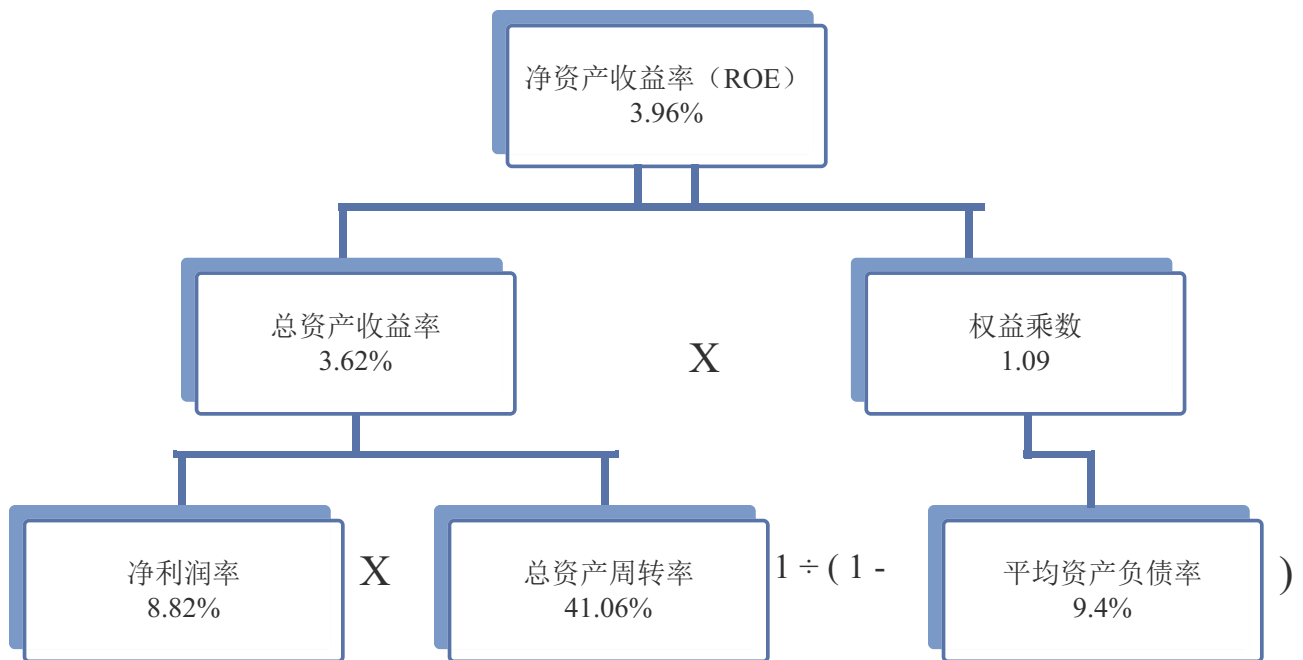 净资产收益率（ROE）
3.96%
总资产收益率
3.62%
X
权益乘数
1.09
净利润率
8.82%
X
总资产周转率
41.06%
1 ÷ ( 1 -
平均资产负债率
9.4%
)